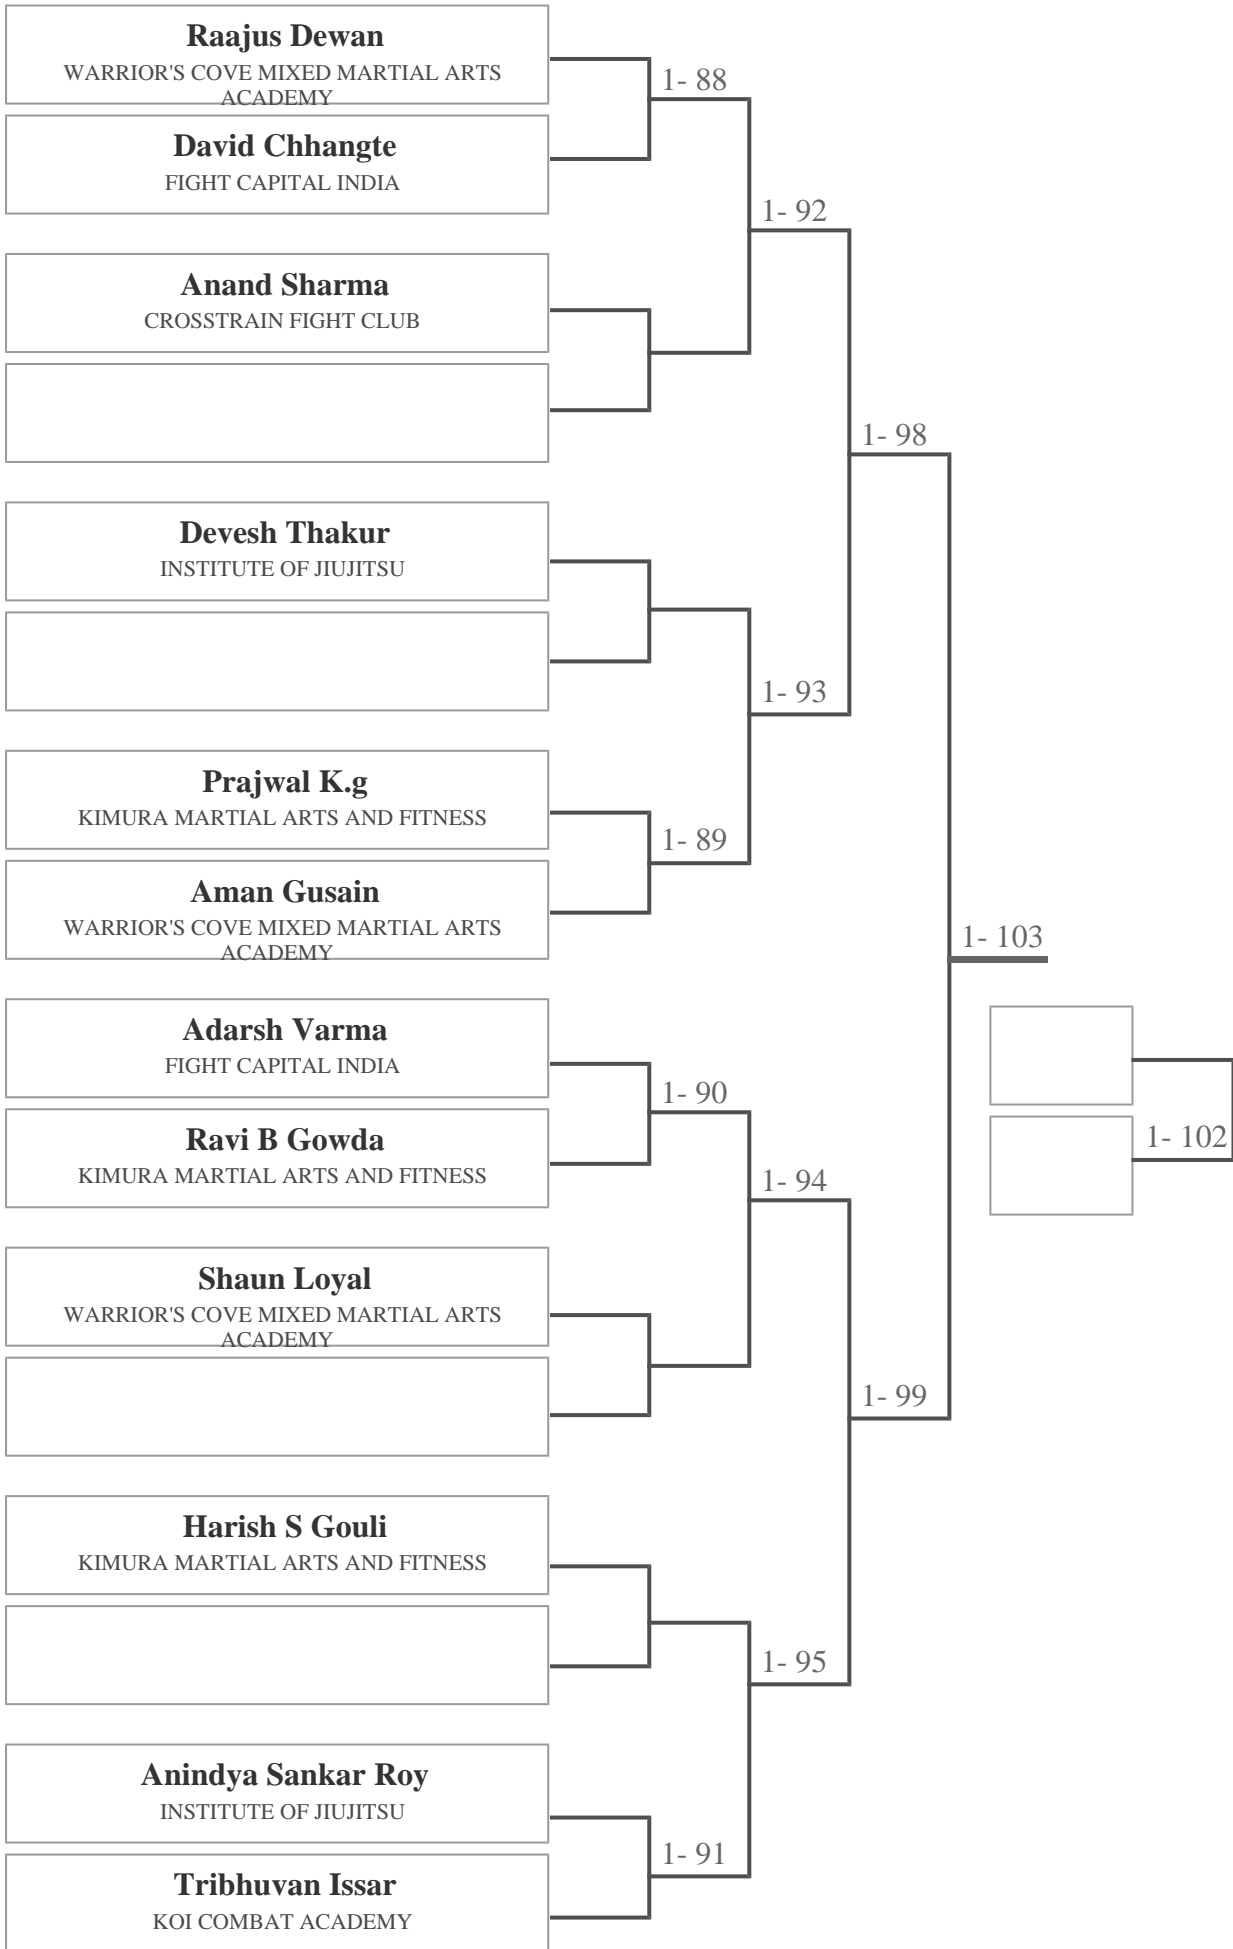 Raajus Dewan
WARRIOR'S COVE MIXED MARTIAL ARTS
ACADEMY
1- 88
David Chhangte
FIGHT CAPITAL INDIA
1- 92
Anand Sharma
CROSSTRAIN FIGHT CLUB
1- 98
Devesh Thakur
INSTITUTE OF JIUJITSU
1- 93
Prajwal K.g
KIMURA MARTIAL ARTS AND FITNESS
1- 89
Aman Gusain
WARRIOR'S COVE MIXED MARTIAL ARTS
ACADEMY
1- 103
Adarsh Varma
FIGHT CAPITAL INDIA
1- 90
Ravi B Gowda
KIMURA MARTIAL ARTS AND FITNESS
1- 102
1- 94
Shaun Loyal
WARRIOR'S COVE MIXED MARTIAL ARTS
ACADEMY
1- 99
Harish S Gouli
KIMURA MARTIAL ARTS AND FITNESS
1- 95
Anindya Sankar Roy
INSTITUTE OF JIUJITSU
1- 91
Tribhuvan Issar
KOI COMBAT ACADEMY